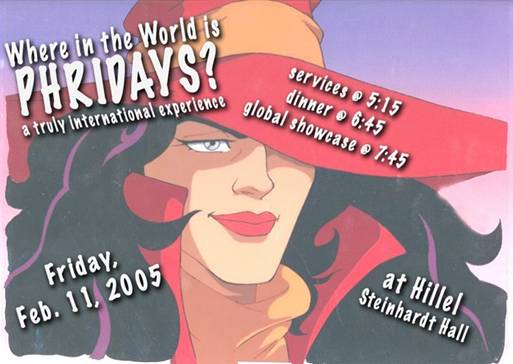 Where in the World is
PHRIDAYS?
a truly international experience
services @ 5:15
dinner @ 6:45
global showcase @ 7:45
Friday,
Feb. 11, 2005
at Hillel
Steinhardt Hall